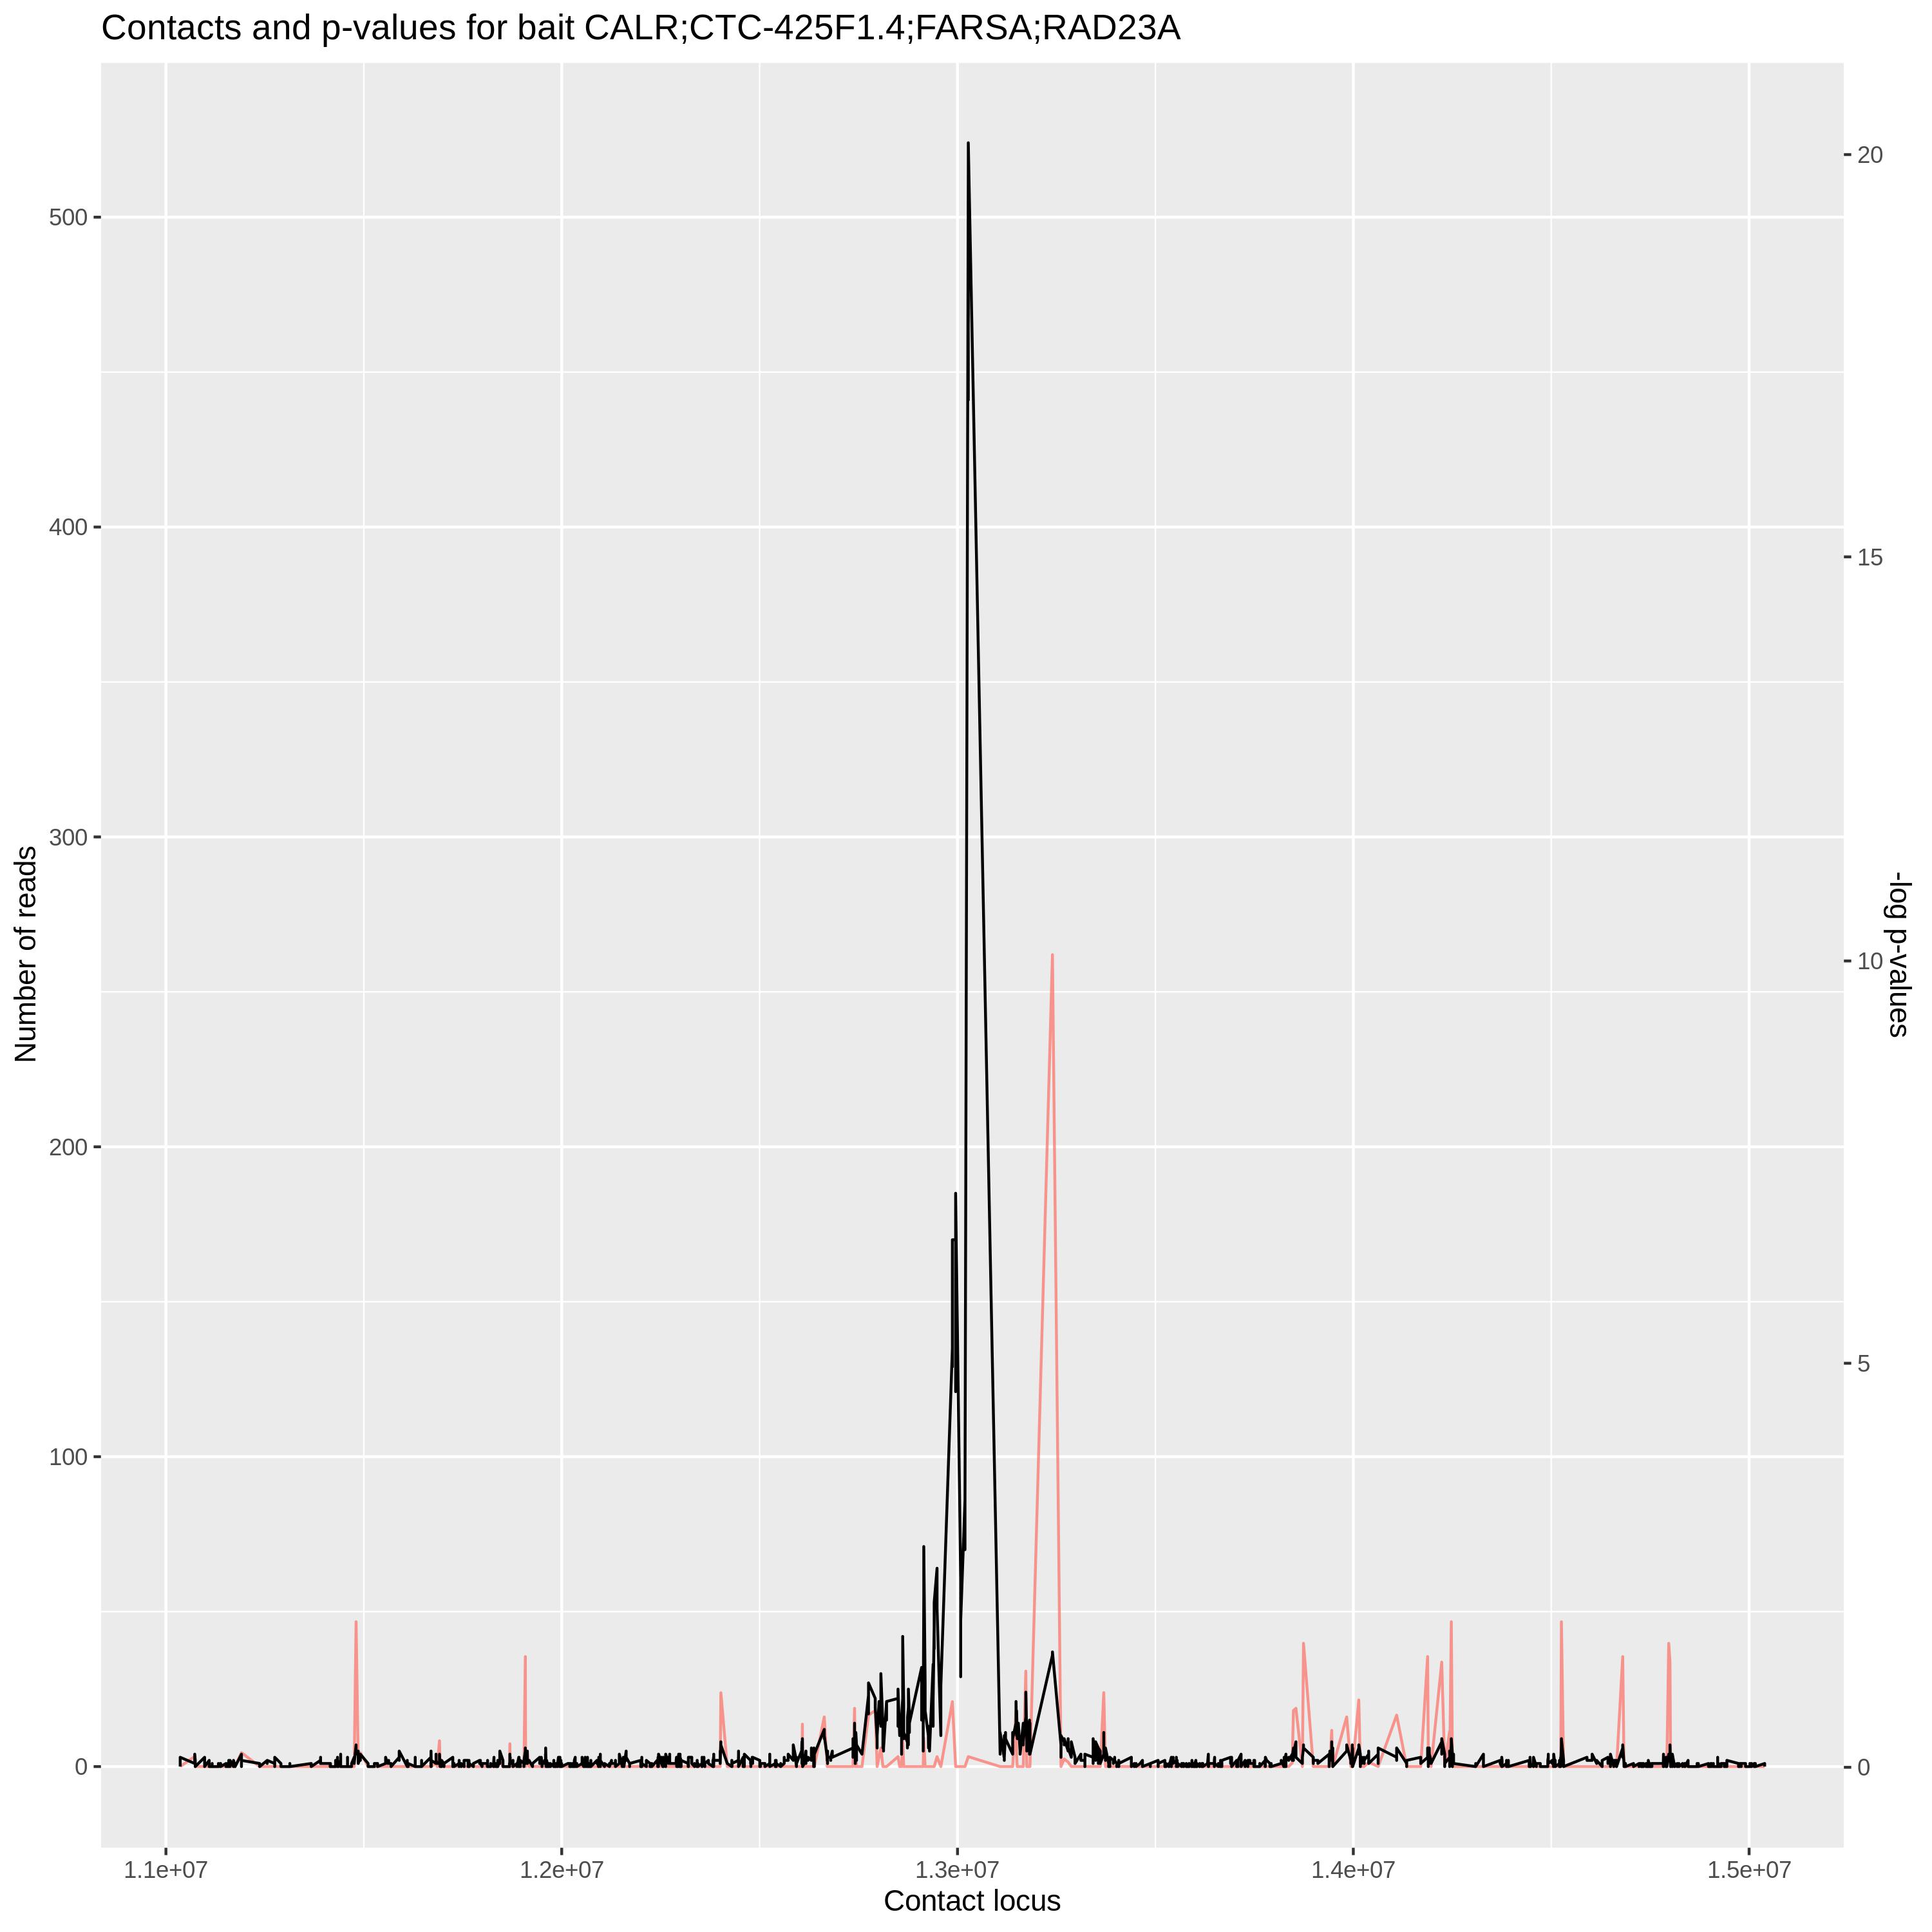 Contacts and p-values for bait CALR;CTC-425F1.4;FARSA;RAD23A
Number of reads
500
400
300
200
100
0
20
15
10
5
0
-log p-values
1.1e+07
1.2e+07
1.3e+07
1.4e+07
1.5e+07
Contact locus